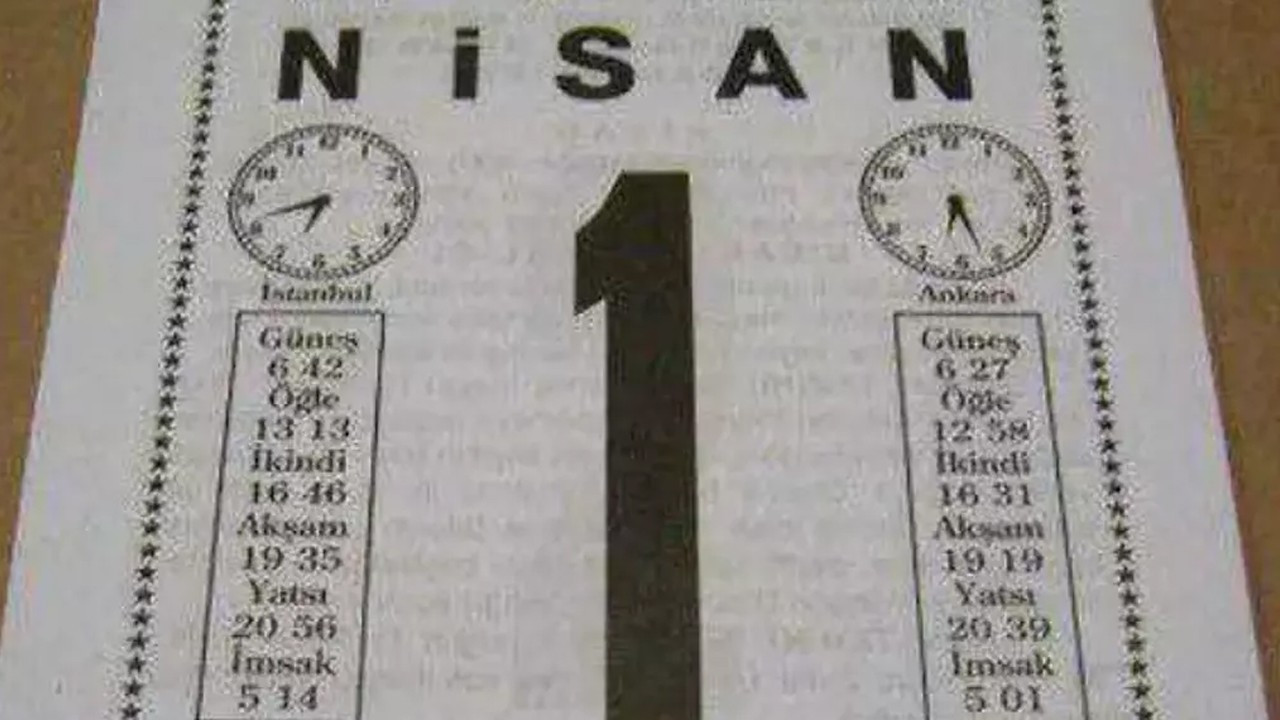 NİSAN
1
İstanbul
Güneş
6 42
Öğle
13 13
İkindi
16 46
Akşam
19 35
Yatsı
20 56
İmsak
5 14
Ankara
Güneş
6 27
Öğle
12 58
İkindi
16 31
Akşam
19 19
Yatsı
20 39
İmsak
5 01